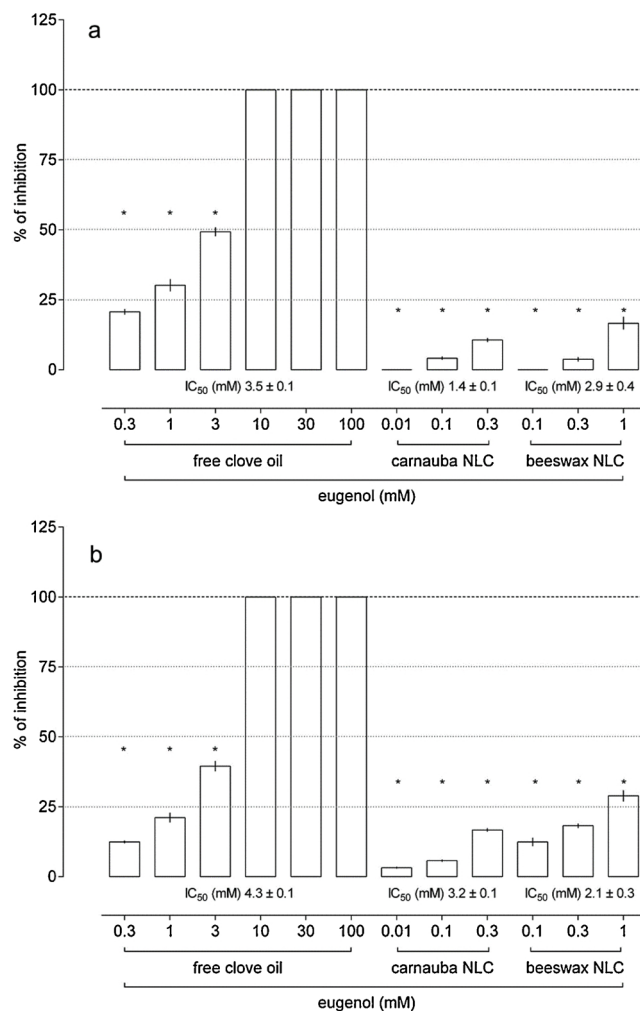 a
125
100
75
50
25
0
% of inhibition
* * * * * * * * *
IC50 (mM) 3.5 ± 0.1 IC50 (mM) 1.4 ± 0.1 IC50 (mM) 2.9 ± 0.4
0.3 1 3 10 30 100 0.01 0.1 0.3 0.1 0.3 1
free clove oil carnauba NLC beeswax NLC
eugenol (mM)
b
125
100
75
50
25
0
% of inhibition
* * * * * * * * *
IC50 (mM) 4.3 ± 0.1 IC50 (mM) 3.2 ± 0.1 IC50 (mM) 2.1 ± 0.3
0.3 1 3 10 30 100 0.01 0.1 0.3 0.1 0.3 1
free clove oil carnauba NLC beeswax NLC
eugenol (mM)